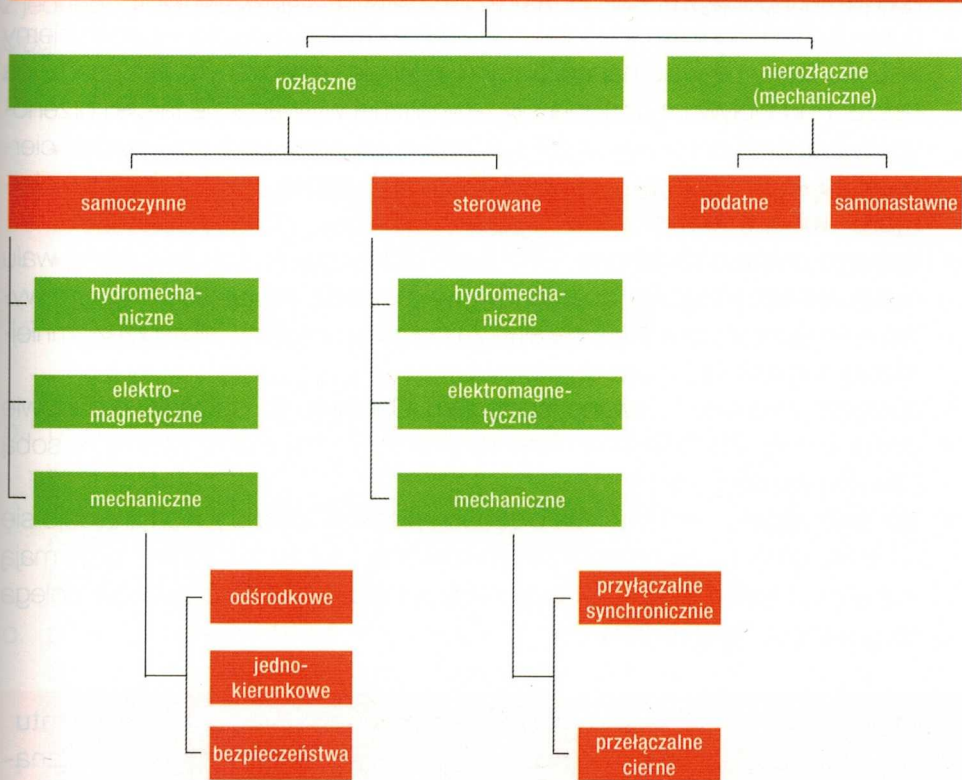 rozłączne
nierozłączne
(mechaniczne)
samoczynne
sterowane
podatne
samonastawne
hydromecha-
niczne
hydromecha-
niczne
elektro-
magnetyczne
elektromagne-
tyczne
mechaniczne
mechaniczne
odśrodkowe
przyłączalne
synchronicznie
jedno-
kierunkowe
bezpieczeństwa
przełączalne
cierne